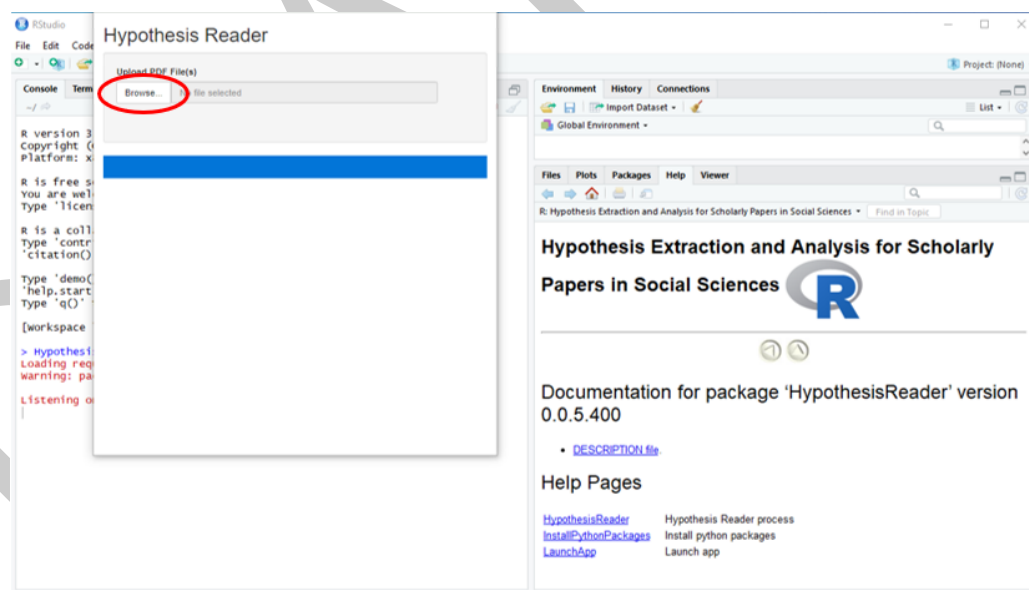 RStudio
File Edit Code
Project: (None)
Hypothesis Reader
Upload PDF File(s)
Browse... No file selected
Console Term
~/
R version 3
Copyright (
Platform: x
R is free s
You are wel
Type 'licen
R is a coll
Type 'contr
'citation()
Type 'demo(
'help.start
Type 'q()'
[workspace
> Hypothesi
Loading req
Warning: pa
Listening o
Environment History Connections
Import Dataset
List
Global Environment
Files Plots Packages Help Viewer
R: Hypothesis Extraction and Analysis for Scholarly Papers in Social Sciences Find in Topic
Hypothesis Extraction and Analysis for Scholarly
Papers in Social Sciences R
Documentation for package ‘HypothesisReader’ version
0.0.5.400
• DESCRIPTION file.
Help Pages
HypothesisReader Hypothesis Reader process
InstallPythonPackages Install python packages
LaunchApp Launch app